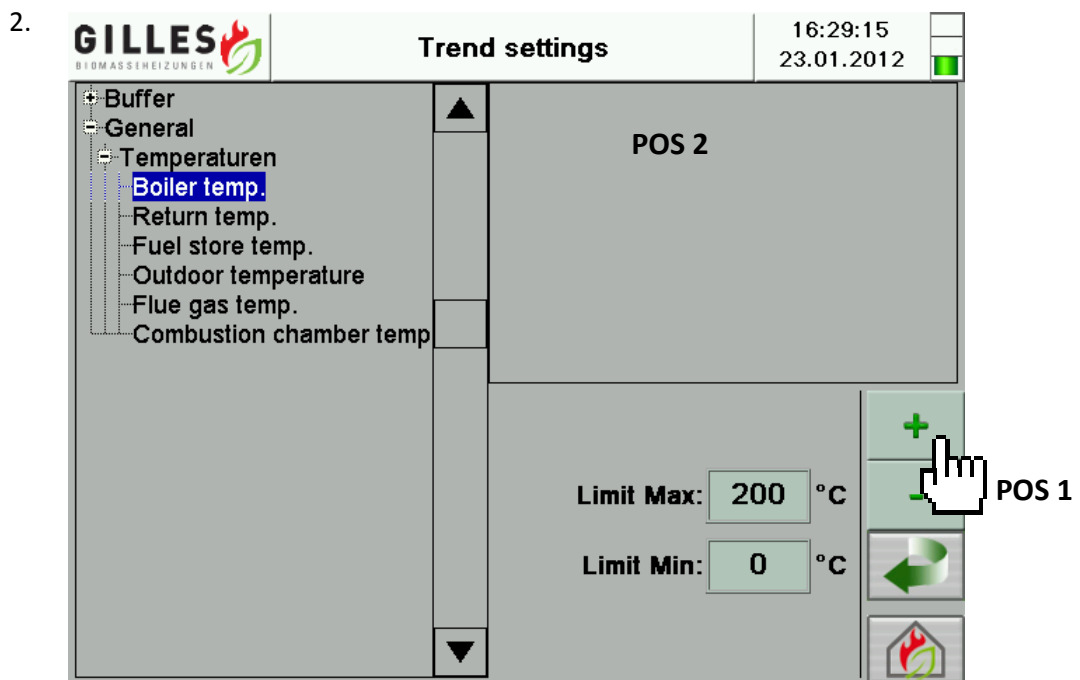 2.
GILLES
BIOMASSEHEIZUNGEN
Trend settings
16:29:15
23.01.2012
Buffer
General
Temperaturen
Boiler temp.
Return temp.
Fuel store temp.
Outdoor temperature
Flue gas temp.
Combustion chamber temp
POS 2
+
-
POS 1
Limit Max: 200 °C
Limit Min: 0 °C